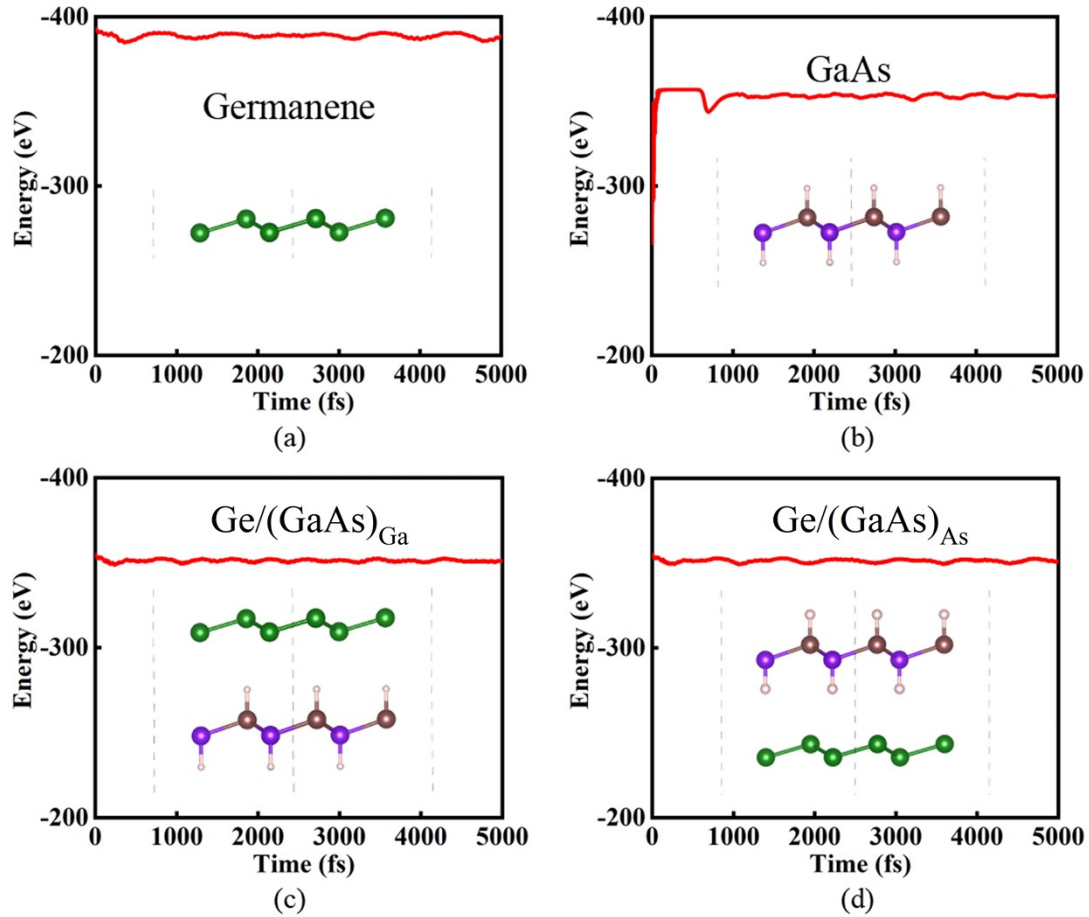 -400
-300
-200
Energy (eV)
Germanene
0 1000 2000 3000 4000 5000
Time (fs)
(a)
-400
-300
-200
Energy (eV)
GaAs
0 1000 2000 3000 4000 5000
Time (fs)
(b)
-400
-300
-200
Energy (eV)
Ge/(GaAs)Ga
0 1000 2000 3000 4000 5000
Time (fs)
(c)
-400
-300
-200
Energy (eV)
Ge/(GaAs)As
0 1000 2000 3000 4000 5000
Time (fs)
(d)